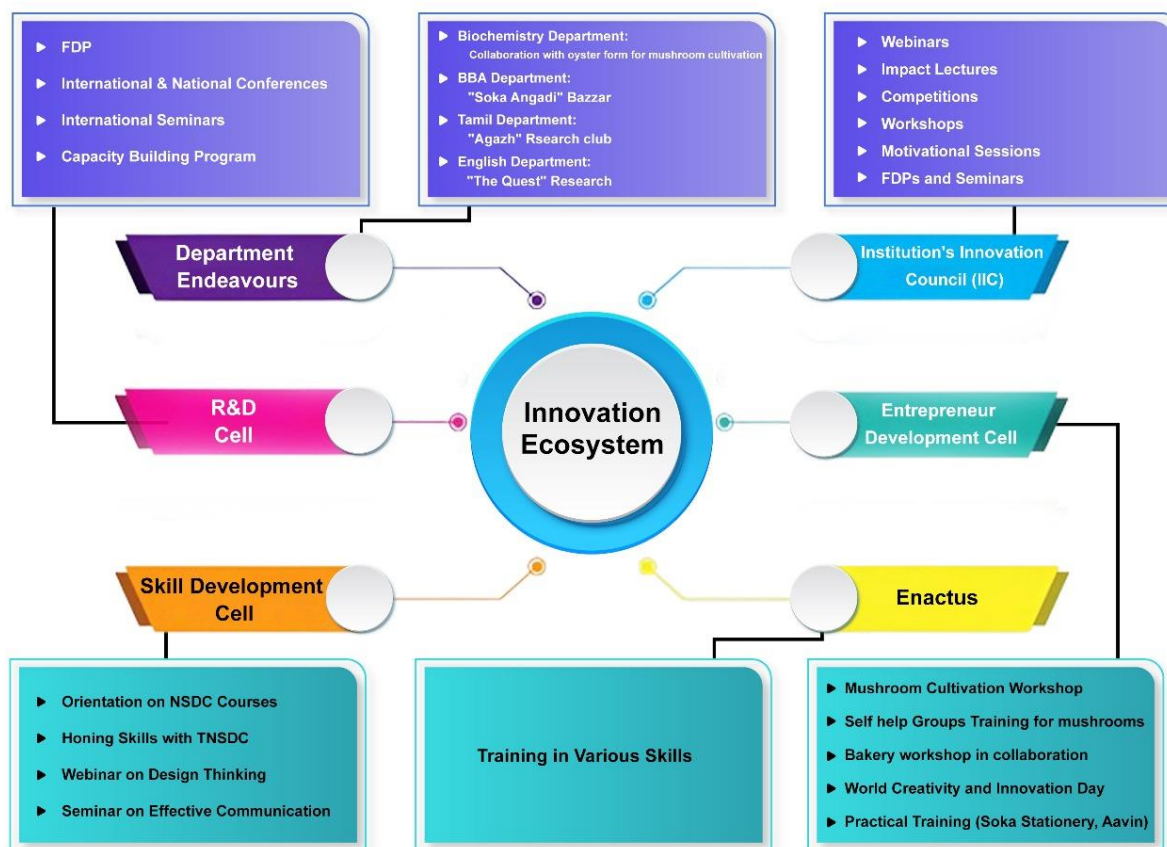 FDP
International & National Conferences
International Seminars
Capacity Building Program
Biochemistry Department:
Collaboration with oyster form for mushroom cultivation
BBA Department:
"Soka Angadi" Bazzar
Tamil Department:
"Agazh" Rsearch club
English Department:
"The Quest" Research
Webinars
Impact Lectures
Competitions
Workshops
Motivational Sessions
FDPs and Seminars
Department
Endeavours
Institution's Innovation
Council (IIC)
R&D
Cell
Innovation
Ecosystem
Entrepreneur
Development Cell
Skill Development
Cell
Enactus
Orientation on NSDC Courses
Honing Skills with TNSDC
Webinar on Design Thinking
Seminar on Effective Communication
Training in Various Skills
Mushroom Cultivation Workshop
Self help Groups Training for mushrooms
Bakery workshop in collaboration
World Creativity and Innovation Day
Practical Training (Soka Stationery, Aavin)